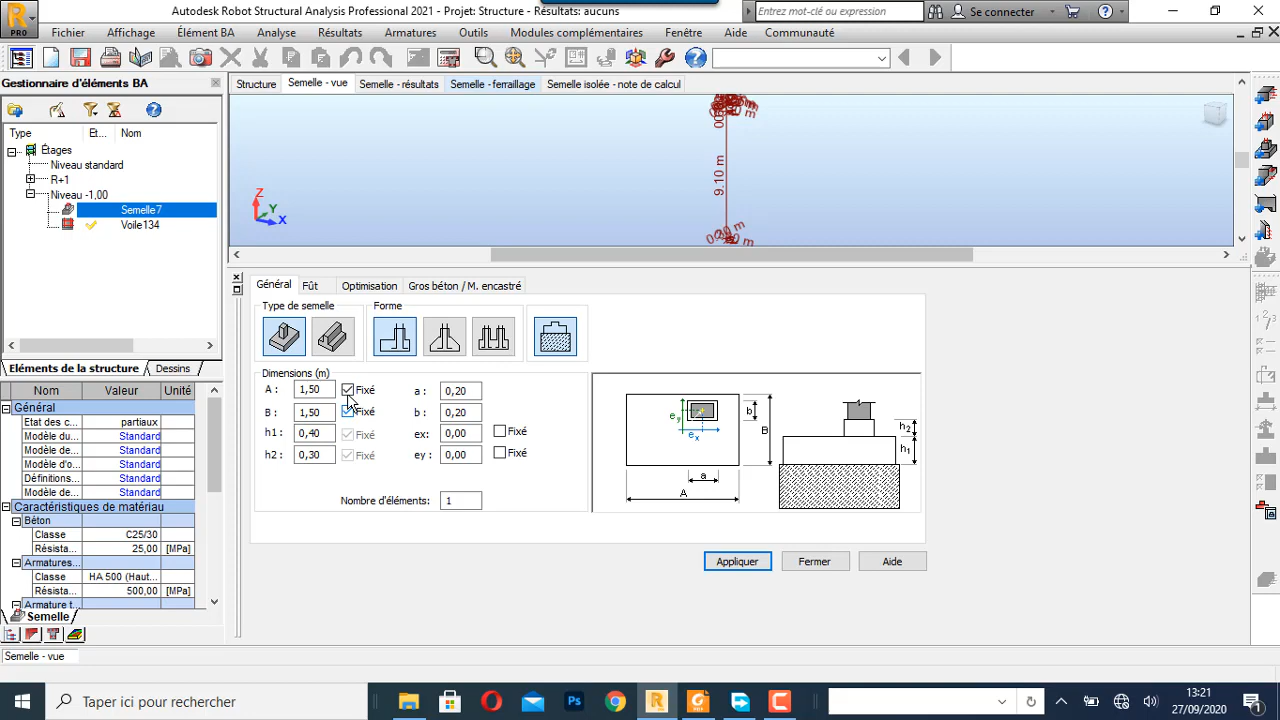 PRO
Autodesk Robot Structural Analysis Professional 2021 - Projet: Structure - Résultats: aucuns
Entrez mot-clé ou expression
Se connecter
Fichier Affichage Élément BA Analyse Résultats Armatures Outils Modules complémentaires Fenêtre Aide Communauté
Gestionnaire d'éléments BA
Structure Semelle - vue Semelle - résultats Semelle - ferraillage Semelle isolée - note de calcul
Type Et... Nom
Étages
Niveau standard
R+1
Niveau -1,00
Semelle7
Voile134
9.10 m
Z
Y
X
Éléments de la structure Dessins
Nom Valeur Unité
Général
Etat des c... partiaux
Modèle du... Standard
Modèle de... Standard
Modèle d'o... Standard
Définitions... Standard
Modèle de... Standard
Caractéristiques de matériau
Béton
Classe C25/30
Résista... 25,00 [MPa]
Armatures...
Classe HA 500 (Haut...
Résista... 500,00 [MPa]
Armature t...
Semelle
Général Fût Optimisation Gros béton / M. encastré
Type de semelle Forme
Dimensions (m)
A : 1,50 Fixé a : 0,20
B : 1,50 Fixé b : 0,20
h1: 0,40 Fixé ex: 0,00 Fixé
h2: 0,30 Fixé ey: 0,00 Fixé
Nombre d'éléments: 1
e y
e x
b
B
a
A
h2
h1
Appliquer Fermer Aide
Semelle - vue
Taper ici pour rechercher
13:21
27/09/2020